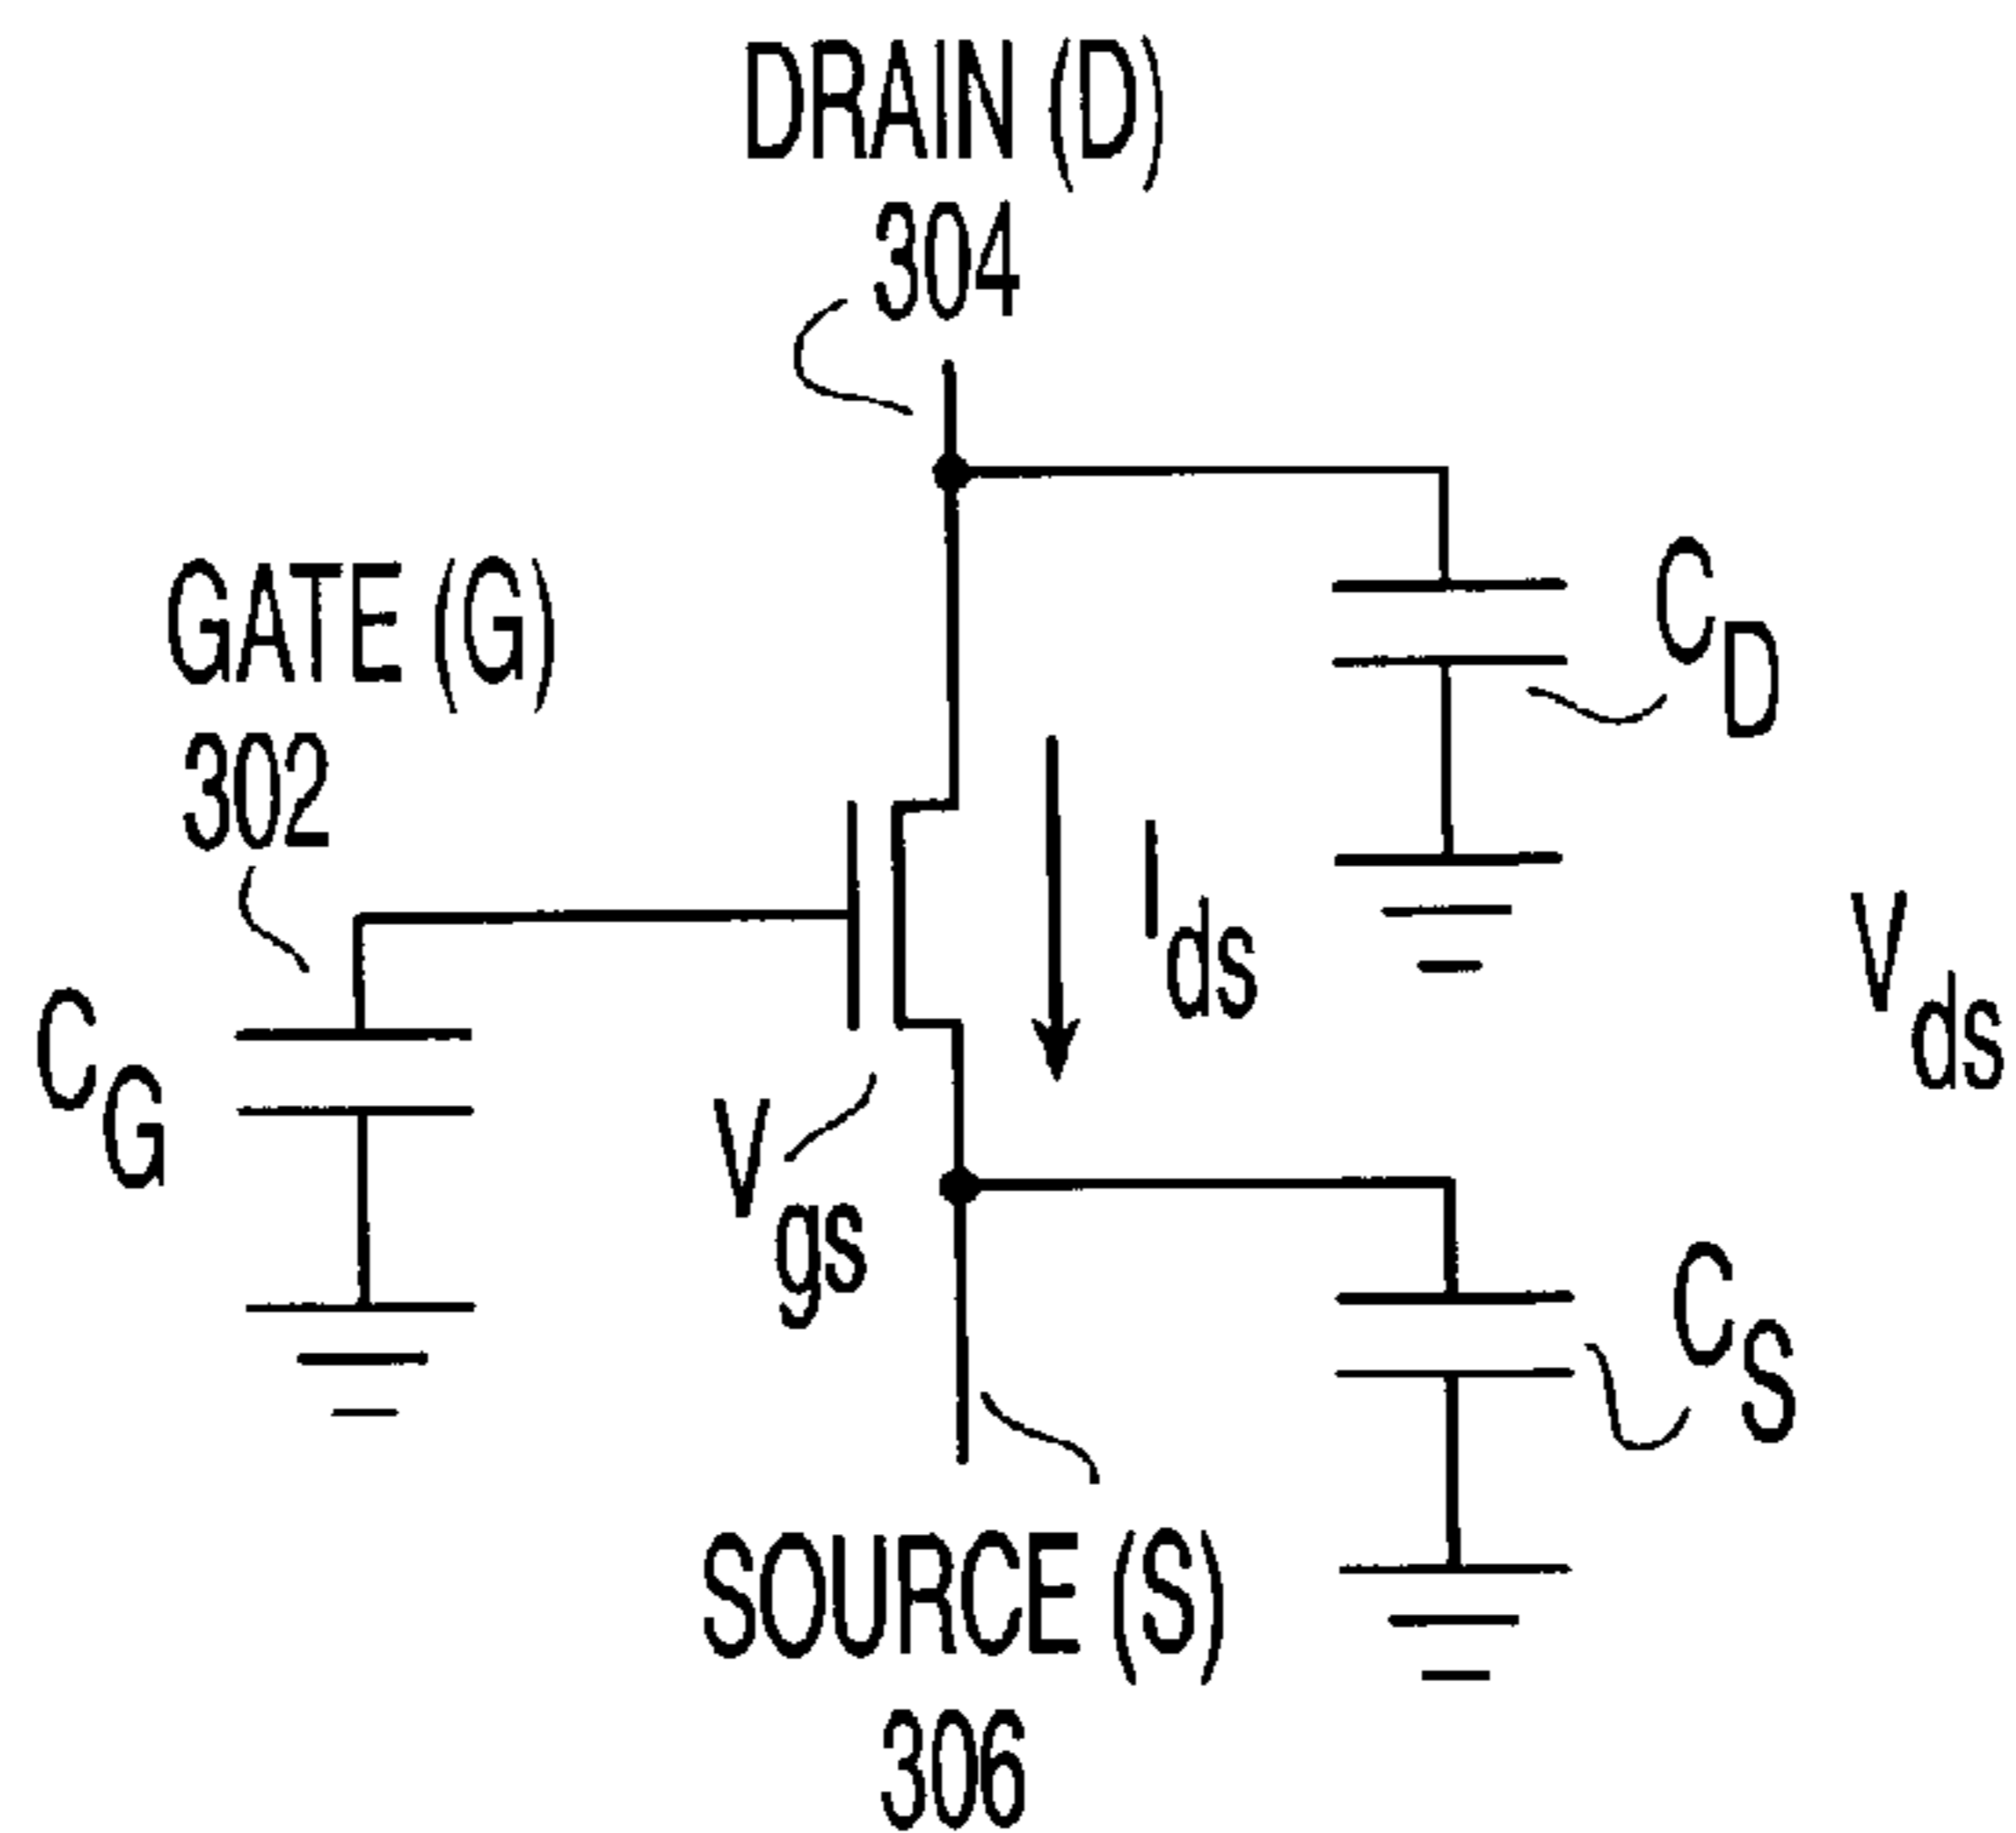 DRAIN (D)
304
GATE (G)
302
C_D
I_ds
V_ds
C_G
V_gs
C_S
SOURCE (S)
306